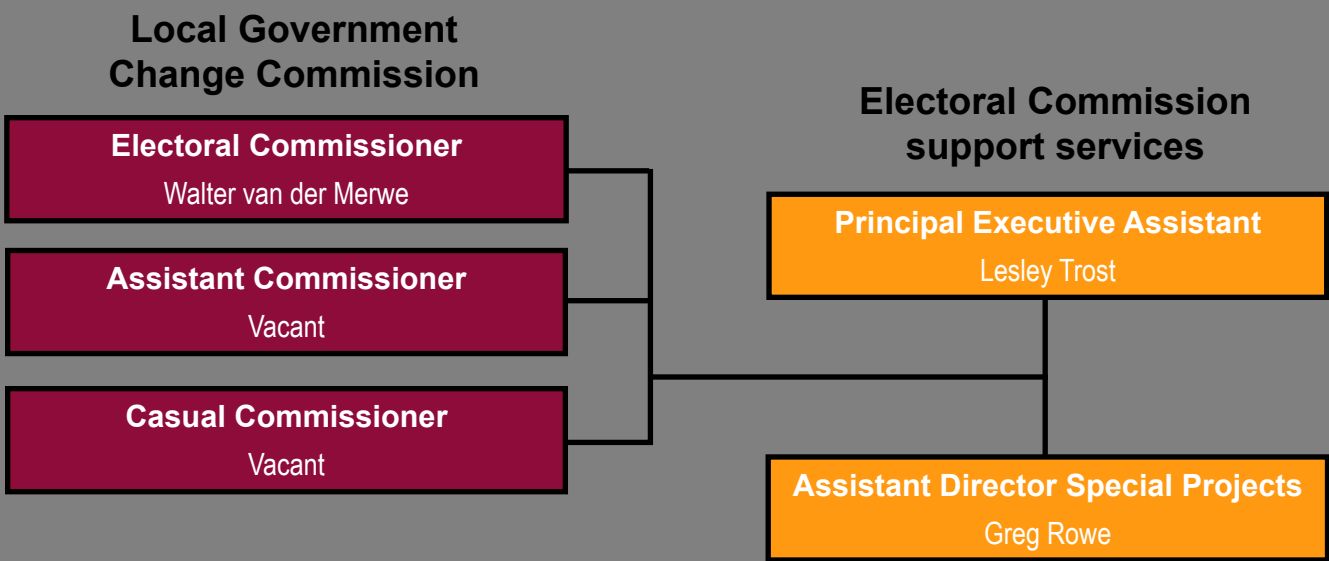 Local Government
Change Commission
Electoral Commissioner
Walter van der Merwe
Assistant Commissioner
Vacant
Casual Commissioner
Vacant
Electoral Commission
support services
Principal Executive Assistant
Lesley Trost
Assistant Director Special Projects
Greg Rowe